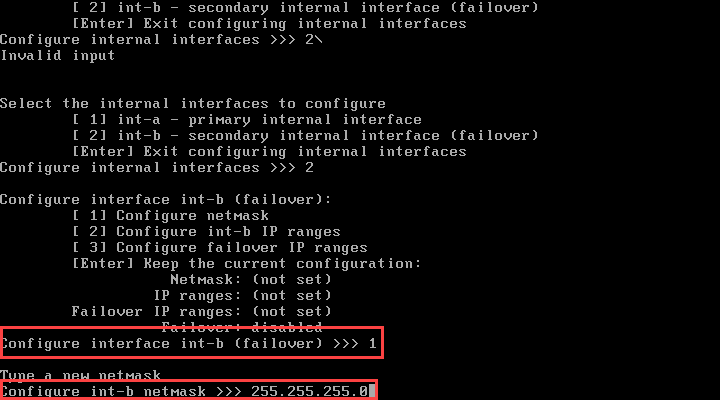 [ 2] int-b - secondary internal interface (failover)
[Enter] Exit configuring internal interfaces
Configure internal interfaces >>> 2\
Invalid input
Select the internal interfaces to configure
[ 1] int-a - primary internal interface
[ 2] int-b - secondary internal interface (failover)
[Enter] Exit configuring internal interfaces
Configure internal interfaces >>> 2
Configure interface int-b (failover):
[ 1] Configure netmask
[ 2] Configure int-b IP ranges
[ 3] Configure failover IP ranges
[Enter] Keep the current configuration:
Netmask: (not set)
IP ranges: (not set)
Failover IP ranges: (not set)
Failover: disabled
Configure interface int-b (failover) >>> 1
Type a new netmask
Configure int-b netmask >>> 255.255.255.0